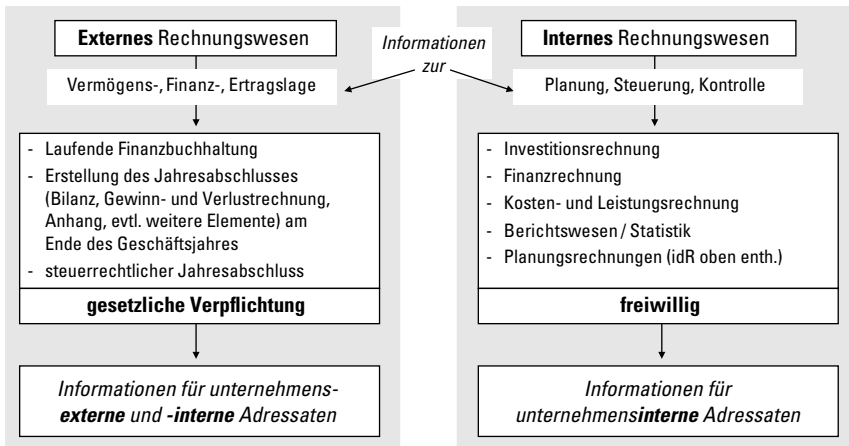 Externes Rechnungswesen
Vermögens-, Finanz-, Ertragslage
- Laufende Finanzbuchhaltung
- Erstellung des Jahresabschlusses
(Bilanz, Gewinn- und Verlustrechnung,
Anhang, evtl. weitere Elemente) am
Ende des Geschäftsjahres
- steuerrechtlicher Jahresabschluss
gesetzliche Verpflichtung
Informationen für unternehmens-
externe und -interne Adressaten
Informationen
zur
Internes Rechnungswesen
Planung, Steuerung, Kontrolle
- Investitionsrechnung
- Finanzrechnung
- Kosten- und Leistungsrechnung
- Berichtswesen / Statistik
- Planungsrechnungen (idR oben enth.)
freiwillig
Informationen für
unternehmensinterne Adressaten